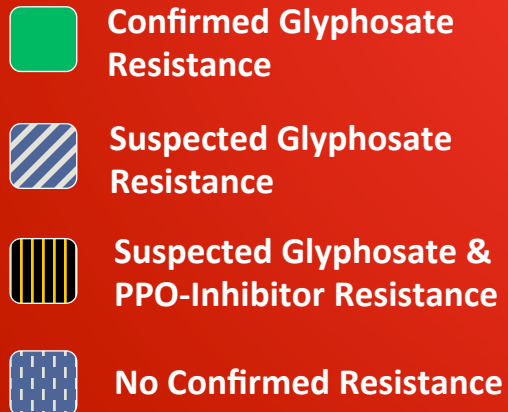 Confirmed Glyphosate
Resistance
Suspected Glyphosate
Resistance
Suspected Glyphosate &
PPO-Inhibitor Resistance
No Confirmed Resistance